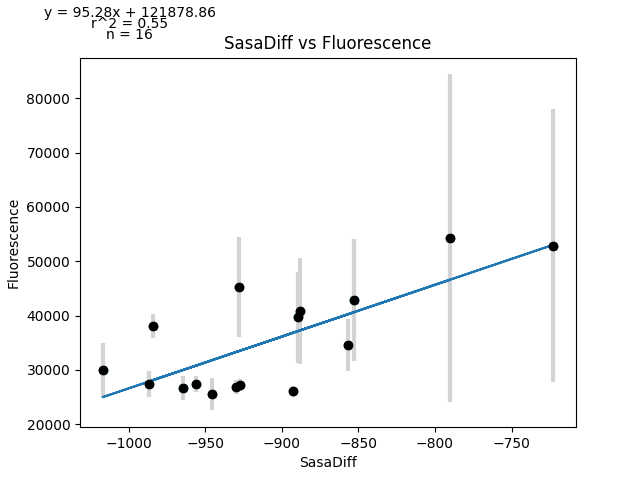 y = 95.28x + 121878.86
r^2 = 0.55
n = 16
SasaDiff vs Fluorescence
80000
70000
60000
50000
40000
30000
20000
Fluorescence
−1000
−950
−900
−850
−800
−750
SasaDiff